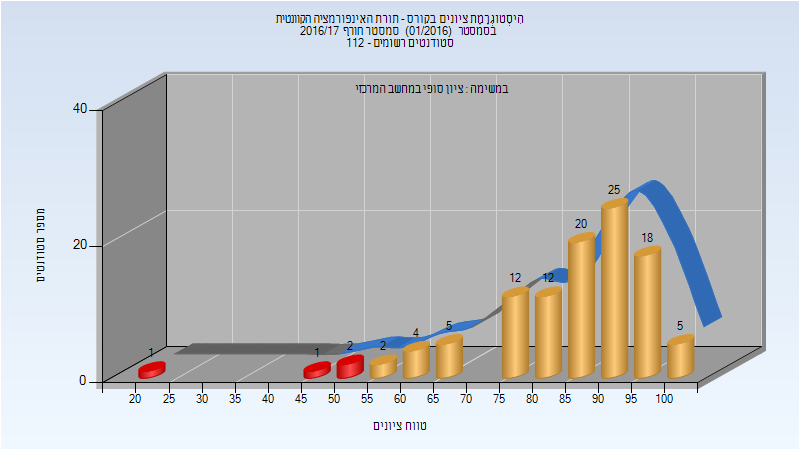 היסטוגרמת ציונים בקורס - תורת האינפורמציה הקוונטית
בסמסטר (01/2016) סמסטר חורף 2016/17
סטודנטים רשומים - 112
במשימה : ציון סופי במחשב המרכזי
מספר סטודנטים
40
20
0
1
1
2
2
4
5
12
12
20
25
18
5
20 25 30 35 40 45 50 55 60 65 70 75 80 85 90 95 100
טווח ציונים